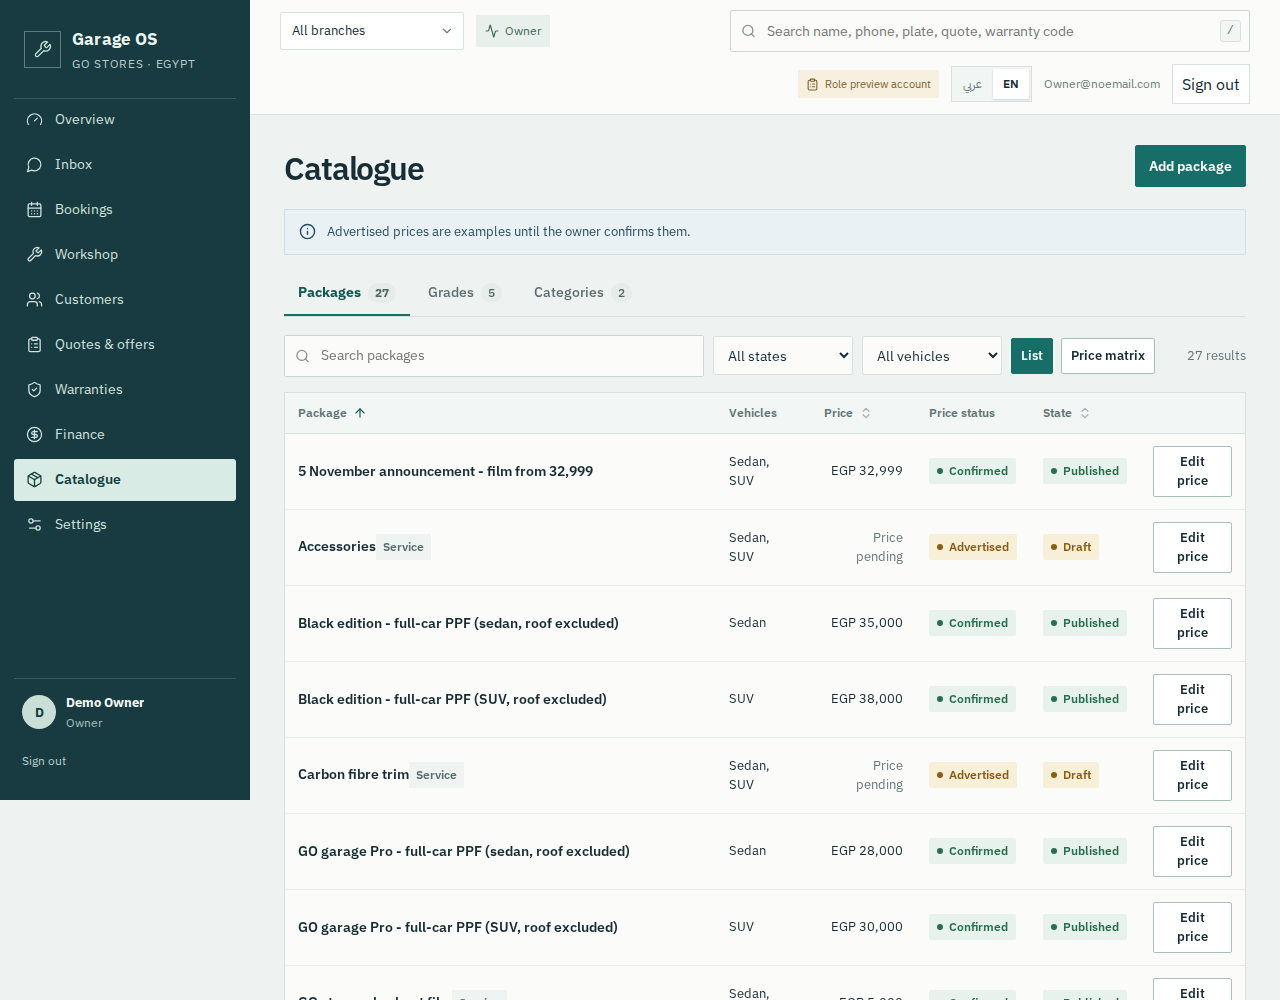 Garage OS
GO STORES · EGYPT
Overview
Inbox
Bookings
Workshop
Customers
Quotes & offers
Warranties
Finance
Catalogue
Settings
D
Demo Owner
Owner
Sign out
All branches
Owner
Search name, phone, plate, quote, warranty code
/
Role preview account
عربي
EN
Owner@noemail.com
Sign out
Catalogue
Add package
Advertised prices are examples until the owner confirms them.
Packages 27
Grades 5
Categories 2
Search packages
All states
All vehicles
List
Price matrix
27 results
Package Vehicles Price Price status State
5 November announcement - film from 32,999 Sedan, SUV EGP 32,999 Confirmed Published Edit price
Accessories Service Sedan, SUV Price pending Advertised Draft Edit price
Black edition - full-car PPF (sedan, roof excluded) Sedan EGP 35,000 Confirmed Published Edit price
Black edition - full-car PPF (SUV, roof excluded) SUV EGP 38,000 Confirmed Published Edit price
Carbon fibre trim Service Sedan, SUV Price pending Advertised Draft Edit price
GO garage Pro - full-car PPF (sedan, roof excluded) Sedan EGP 28,000 Confirmed Published Edit price
GO garage Pro - full-car PPF (SUV, roof excluded) SUV EGP 30,000 Confirmed Published Edit price
Sedan, Edit